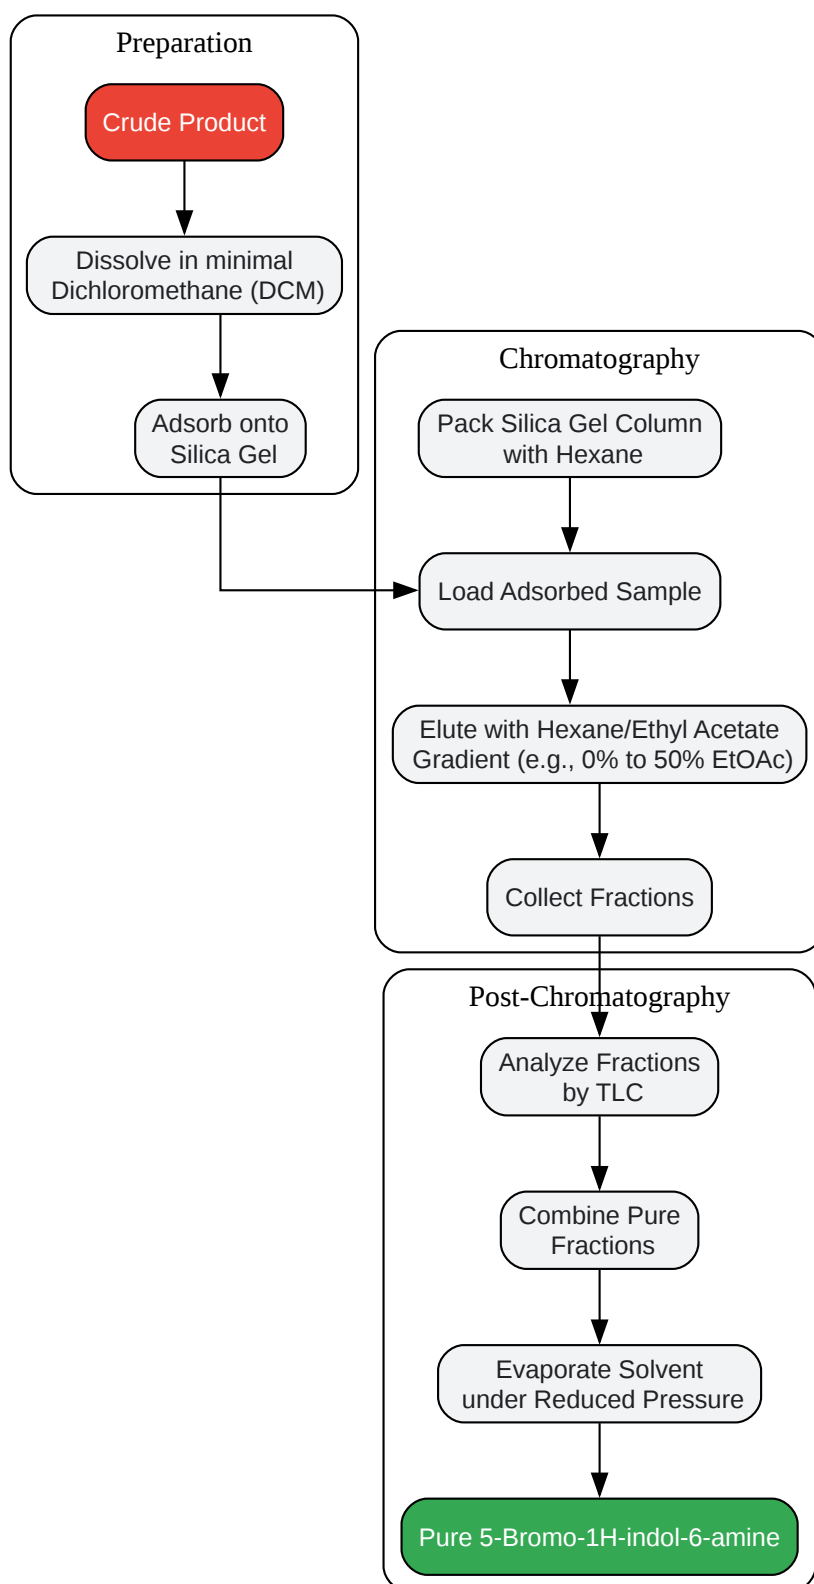 Preparation
Crude Product
Dissolve in minimal
Dichloromethane (DCM)
Adsorb onto
Silica Gel
Chromatography
Pack Silica Gel Column
with Hexane
Load Adsorbed Sample
Elute with Hexane/Ethyl Acetate
Gradient (e.g., 0% to 50% EtOAc)
Collect Fractions
Post-Chromatography
Analyze Fractions
by TLC
Combine Pure
Fractions
Evaporate Solvent
under Reduced Pressure
Pure 5-Bromo-1H-indol-6-amine